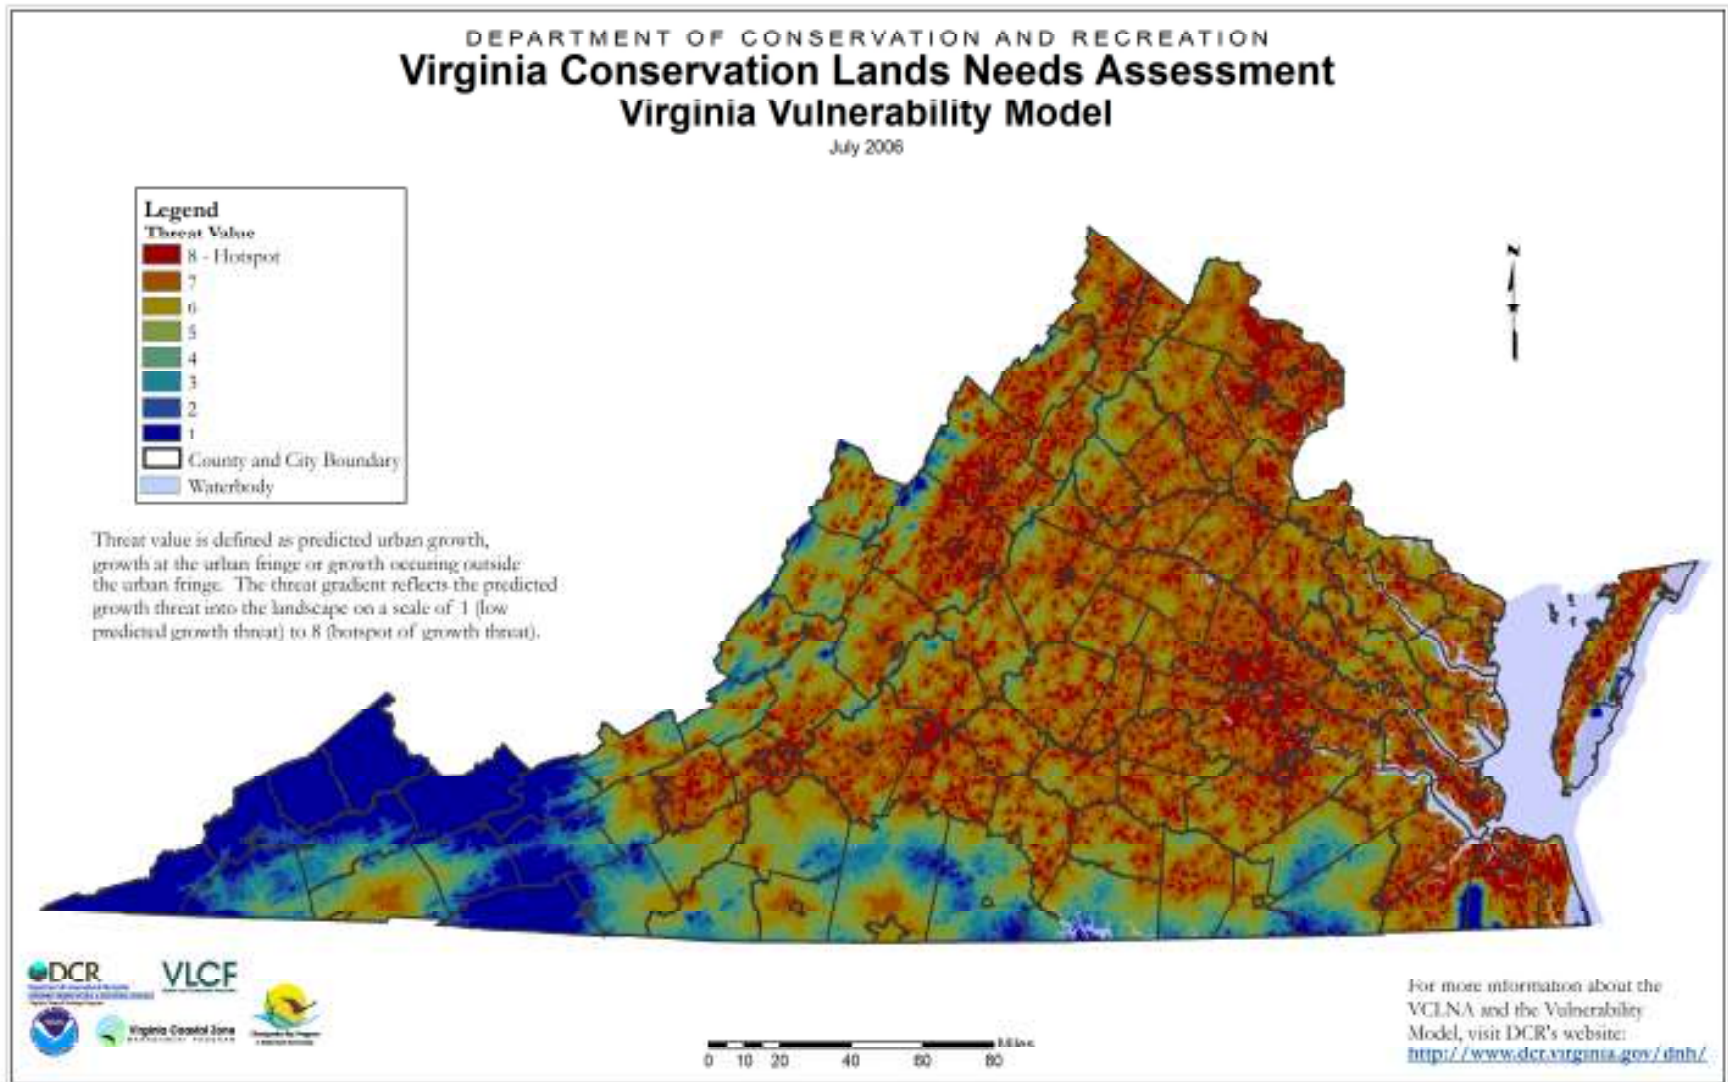 DEPARTMENT OF CONSERVATION AND RECREATION
Virginia Conservation Lands Needs Assessment
Virginia Vulnerability Model
July 2006
Legend
Threat Value
8 - Hotspot
7
6
5
4
3
2
1
County and City Boundary
Waterbody
Threat value is defined as predicted urban growth,
growth at the urban fringe or growth occuring outside
the urban fringe. The threat gradient reflects the predicted
growth threat into the landscape on a scale of 1 (low
predicted growth threat) to 8 (hotspot of growth threat).
N
DCR
VLCF
Virginia Coastal Zone
MANAGEMENT PROGRAM
Miles
0 10 20 40 60 80
For more information about the
VCLNA and the Vulnerability
Model, visit DCR's website:
http://www.dcr.virginia.gov/dnh/